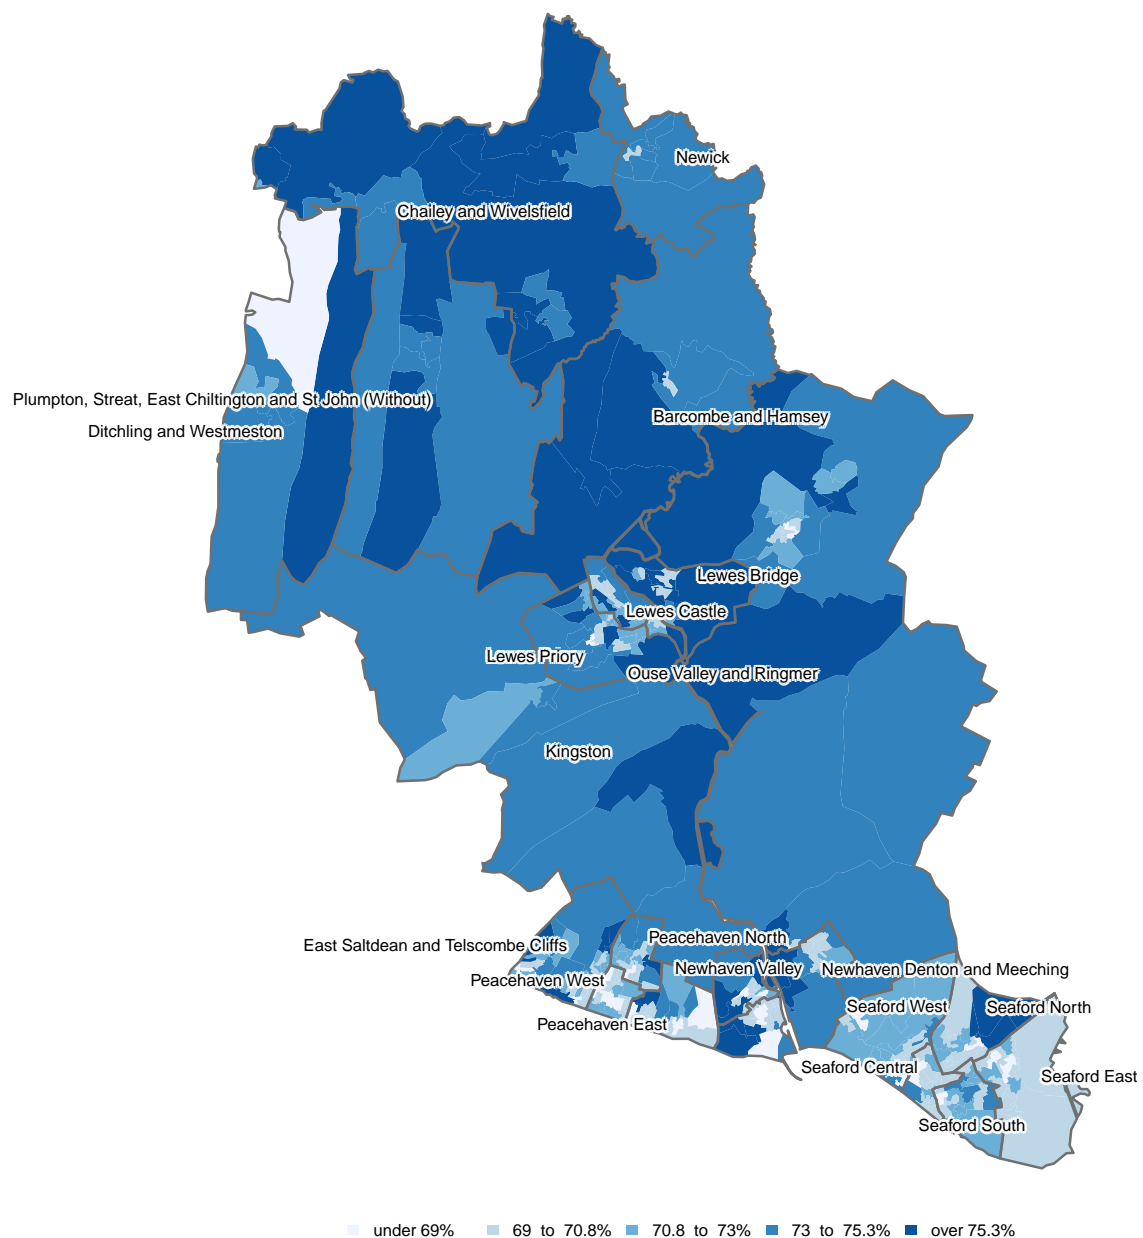 Newick
Chailey and Wivelsfield
Plumpton, Streat, East Chiltington and St John (Without)
Barcombe and Hamsey
Ditchling and Westmeston
Lewes Bridge
Lewes Castle
Lewes Priory
Ouse Valley and Ringmer
Kingston
Peacehaven North
East Saltdean and Telscombe Cliffs
Newhaven Valley
Newhaven Denton and Meeching
Peacehaven West
Seaford West
Seaford North
Peacehaven East
Seaford Central
Seaford East
Seaford South
under 69% 69 to 70.8% 70.8 to 73% 73 to 75.3% over 75.3%